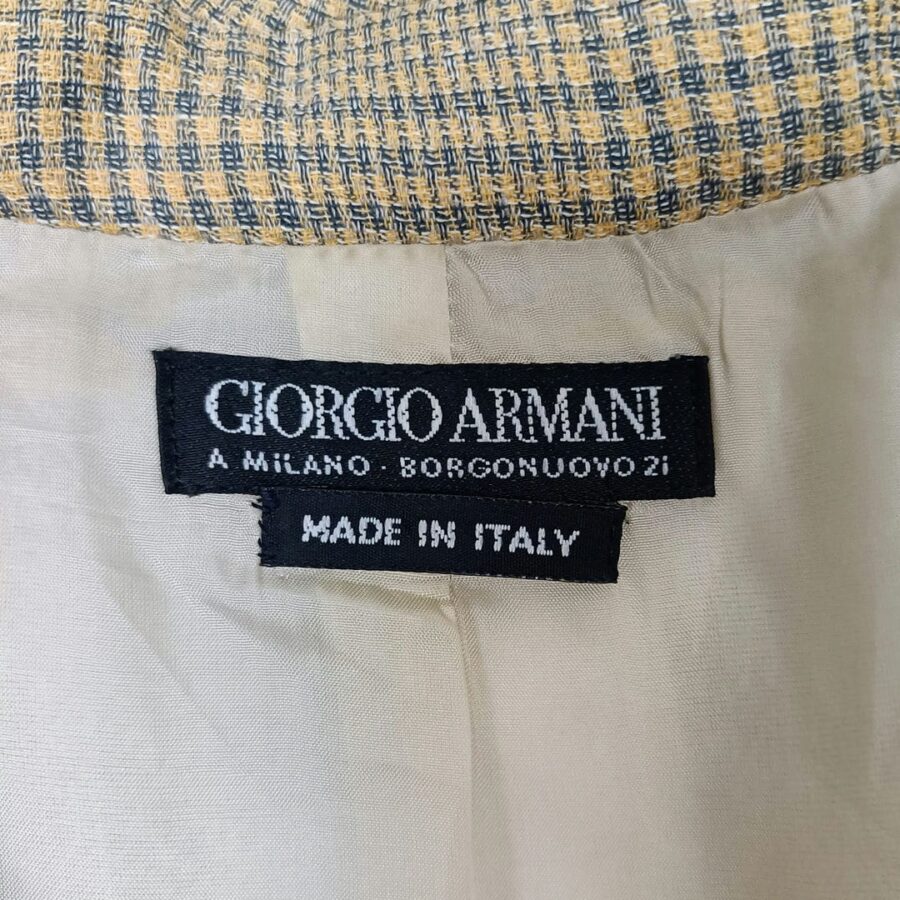 GIORGIO ARMANI
A MILANO · BORGONUOVO 21
MADE IN ITALY